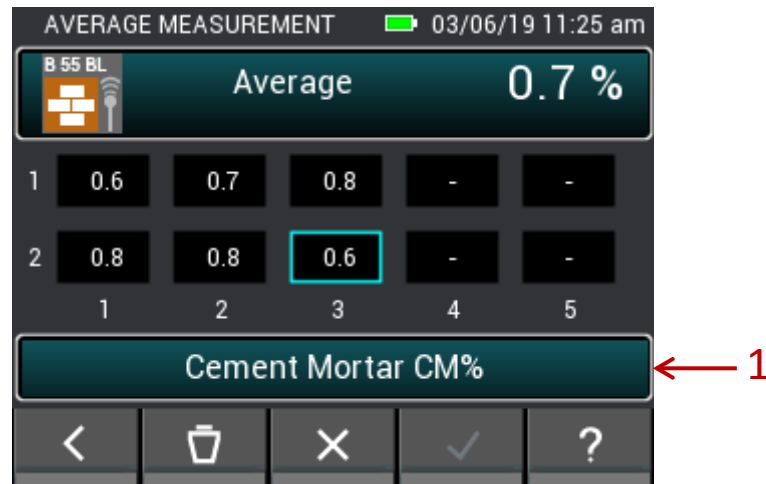 AVERAGE MEASUREMENT 03/06/19 11:25 am
B 55 BL
Average 0.7 %
1 0.6 0.7 0.8 - -
2 0.8 0.8 0.6 - -
1 2 3 4 5
Cement Mortar CM% 1
?